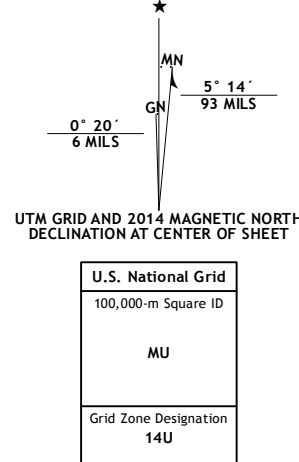 MN
5° 14´
93 MILS
GN
0° 20´
6 MILS
UTM GRID AND 2014 MAGNETIC NORTH
DECLINATION AT CENTER OF SHEET
U.S. National Grid
100,000-m Square ID
MU
Grid Zone Designation
14U